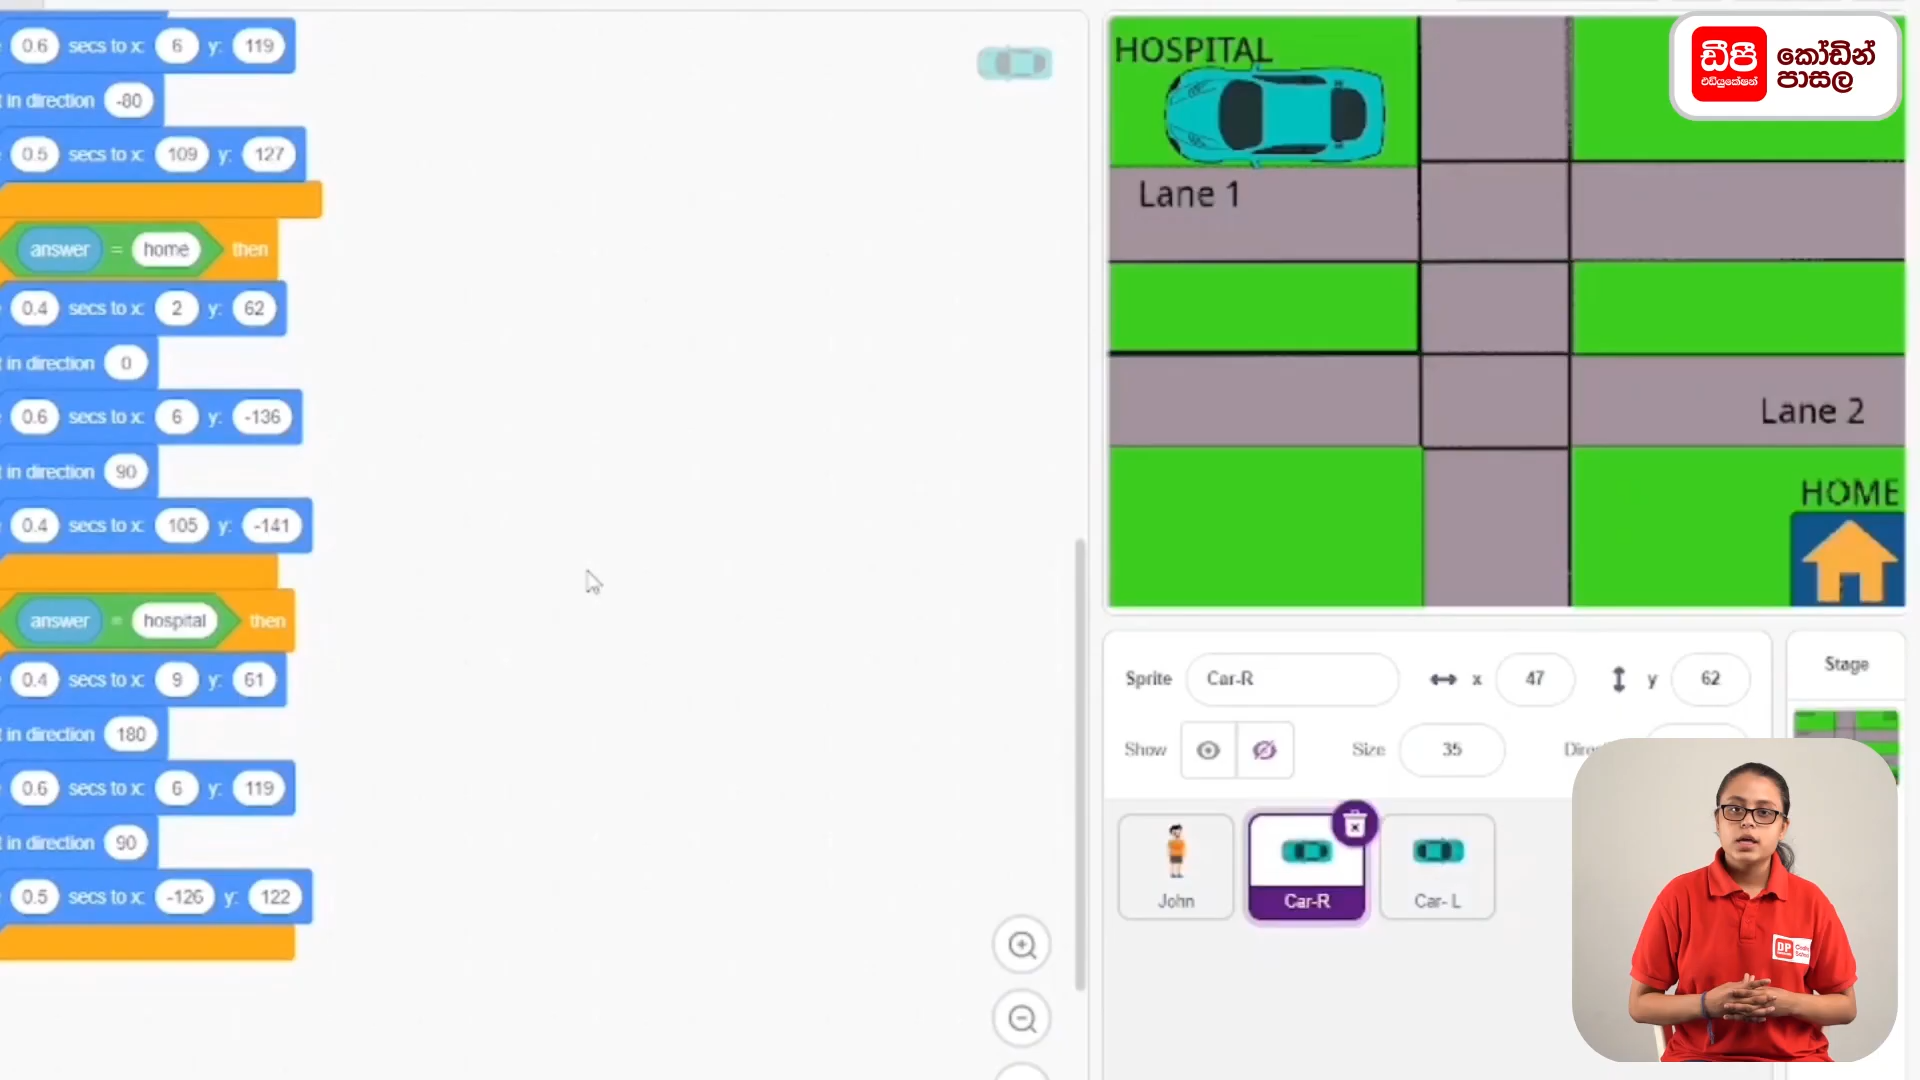 0.6 secs to x: 6 y: 119
in direction -80
0.5 secs to x: 109 y: 127
answer = home then
0.4 secs to x: 2 y: 62
in direction 0
0.6 secs to x: 6 y: -136
in direction 90
0.4 secs to x: 105 y: -141
answer = hospital then
0.4 secs to x: 9 y: 61
in direction 180
0.6 secs to x: 6 y: 119
in direction 90
0.5 secs to x: -126 y: 122
HOSPITAL
Lane 1
Lane 2
HOME
ඩීපී
එඩියුකේෂන්
කෝඩින්
පාසල
Sprite Car-R x 47 y 62
Show Size 35
John
Car-R
Car- L
Stage
DP